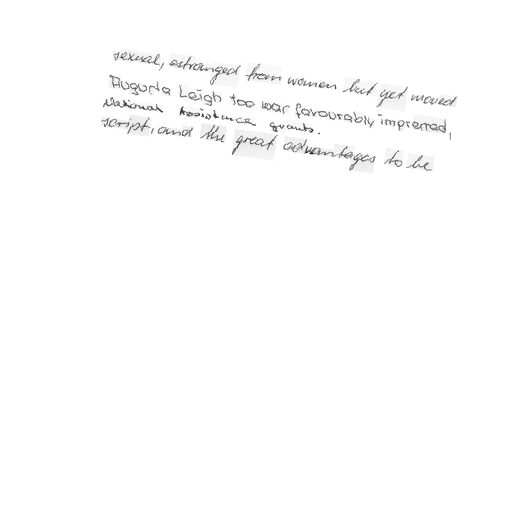 sexual, estranged from women but yet moved
Augusta Leigh too was favourably impressed,
National Assistance grants.
script, and the great advantages to be